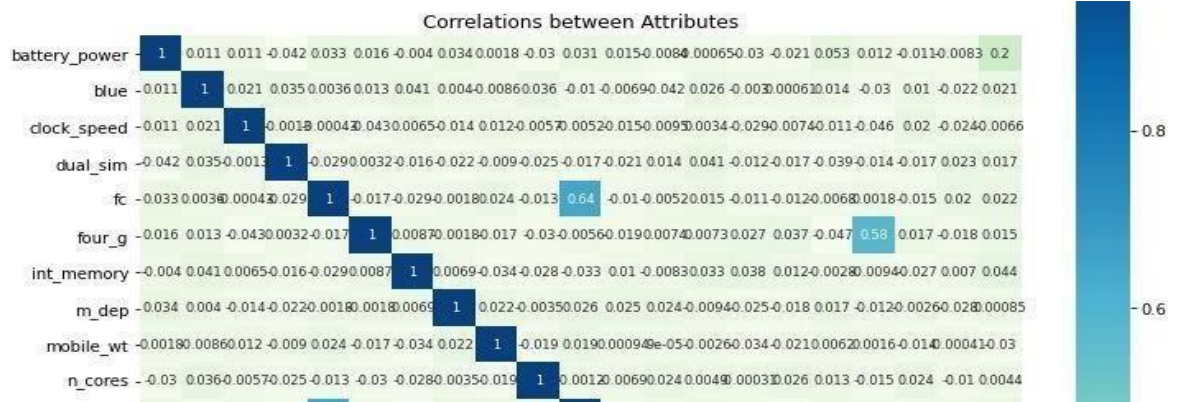 Correlations between Attributes
battery_power 1 0.011 0.011 -0.042 0.033 0.016 -0.004 0.034 0.0018 -0.03 0.031 0.015 -0.0084 -0.00065 -0.03 -0.021 0.053 0.012 -0.011 -0.0083 0.2
blue 0.011 1 0.021 0.035 0.0036 0.013 0.041 0.004 -0.0086 0.036 -0.01 -0.0069 -0.042 0.026 -0.003 0.00061 0.014 -0.03 0.01 -0.022 0.021
clock_speed 0.011 0.021 1 -0.0013 -0.00043 -0.043 0.0065 -0.014 0.012 -0.0057 -0.0052 -0.015 -0.0095 0.0034 -0.029 -0.0074 -0.011 -0.046 0.02 -0.024 -0.0066
0.8
dual_sim -0.042 0.035 -0.0013 1 -0.029 0.0032 -0.016 -0.022 -0.009 -0.025 -0.017 -0.021 0.014 0.041 -0.012 -0.017 -0.039 -0.014 -0.017 0.023 0.017
fc 0.033 0.0036 -0.00043 -0.029 1 -0.017 -0.029 -0.0018 0.024 -0.013 0.64 -0.01 -0.0052 0.015 -0.011 -0.012 -0.0068 0.0018 -0.015 0.02 0.022
four_g 0.016 0.013 -0.043 0.0032 -0.017 1 0.0087 -0.0018 -0.017 -0.03 -0.0056 -0.019 0.0074 0.0073 0.027 0.037 -0.047 0.58 0.017 -0.018 0.015
int_memory -0.004 0.041 0.0065 -0.016 -0.029 0.0087 1 0.0069 -0.034 -0.028 -0.033 0.01 -0.0083 0.033 0.038 0.012 -0.0028 -0.0094 -0.027 0.007 0.044
m_dep 0.034 0.004 -0.014 -0.022 -0.0018 -0.0018 0.0069 1 0.022 -0.0035 0.026 0.025 0.024 -0.0094 -0.025 -0.018 0.017 -0.012 -0.0026 -0.028 0.00085
0.6
mobile_wt 0.0018 -0.0086 0.012 -0.009 0.024 -0.017 -0.034 0.022 1 -0.019 0.019 0.00094 -9e-05 -0.0026 -0.034 -0.021 0.0062 0.0016 -0.014 -0.00041 -0.03
n_cores -0.03 0.036 -0.0057 -0.025 -0.013 -0.03 -0.028 -0.0035 -0.019 1 -0.0012 -0.0069 0.024 0.0049 -0.00031 0.026 0.013 -0.015 0.024 -0.01 0.0044